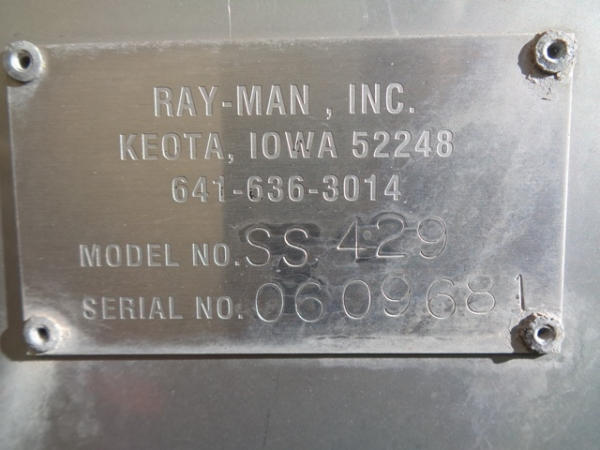 RAY-MAN , INC.
KEOTA, IOWA 52248
641-636-3014
MODEL NO. SS 429
SERIAL NO. 0609681